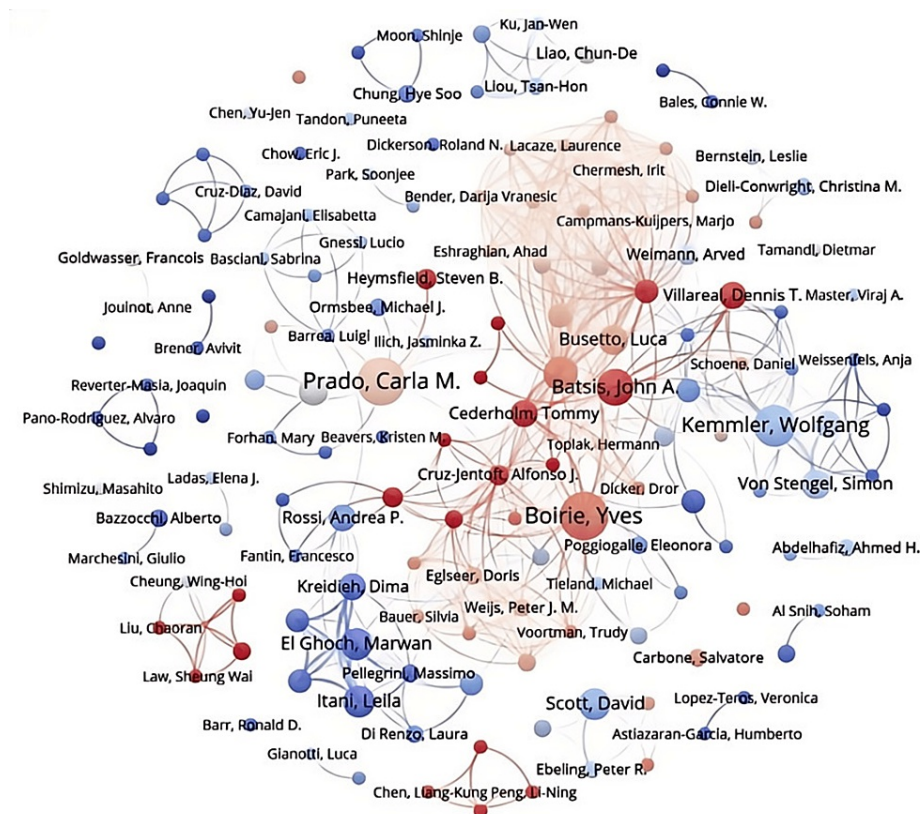 Moon, Shinje
Ku, Jan-Wen
Liao, Chun-De
Chung, Hye Soo
Liou, Tsan-Hon
Bales, Connie W.
Chen, Yu-Jen
Tandon, Puneeta
Chow, Eric J.
Dickerson, Roland N.
Lacaze, Laurence
Bernstein, Leslie
Park, Soonjee
Chermesh, Irit
Cruz-Diaz, David
Bender, Darija Vranesic
Dieli-Conwright, Christina M.
Camajani, Elisabetta
Campmans-Kuijpers, Marjo
Gnessi, Lucio
Goldwasser, Francois
Basciani, Sabrina
Eshraghian, Ahad
Weimann, Arved
Tamandl, Dietmar
Heymsfield, Steven B.
Villareal, Dennis T.
Master, Viraj A.
Jouinot, Anne
Ormsbee, Michael J.
Brenor, Avivit
Barrea, Luigi
Ilich, Jasminka Z.
Busetto, Luca
Schoene, Daniel
Weissenfels, Anja
Reverter-Masia, Joaquin
Prado, Carla M.
Batsis, John A.
Pano-Rodriguez, Alvaro
Cederholm, Tommy
Kemmler, Wolfgang
Forhan, Mary
Beavers, Kristen M.
Toplak, Hermann
Shimizu, Masahito
Ladas, Elena J.
Cruz-Jentoft, Alfonso J.
Dicker, Dror
Von Stengel, Simon
Bazzocchi, Alberto
Rossi, Andrea P.
Boirie, Yves
Marchesini, Giulio
Fantin, Francesco
Poggiogalle, Eleonora
Abdelhafiz, Ahmed H.
Cheung, Wing-Hoi
Kreidieh, Dima
Eglseer, Doris
Tieland, Michael
Liu, Chaoran
Bauer, Silvia
Weijs, Peter J. M.
Al Snih, Soham
El Ghoch, Marwan
Voortman, Trudy
Law, Sheung Wai
Pellegrini, Massimo
Carbone, Salvatore
Itani, Leila
Scott, David
Lopez-Teros, Veronica
Barr, Ronald D.
Di Renzo, Laura
Astiazaran-Garcia, Humberto
Gianotti, Luca
Ebeling, Peter R.
Chen, Liang-Kung Peng, Li-Ning